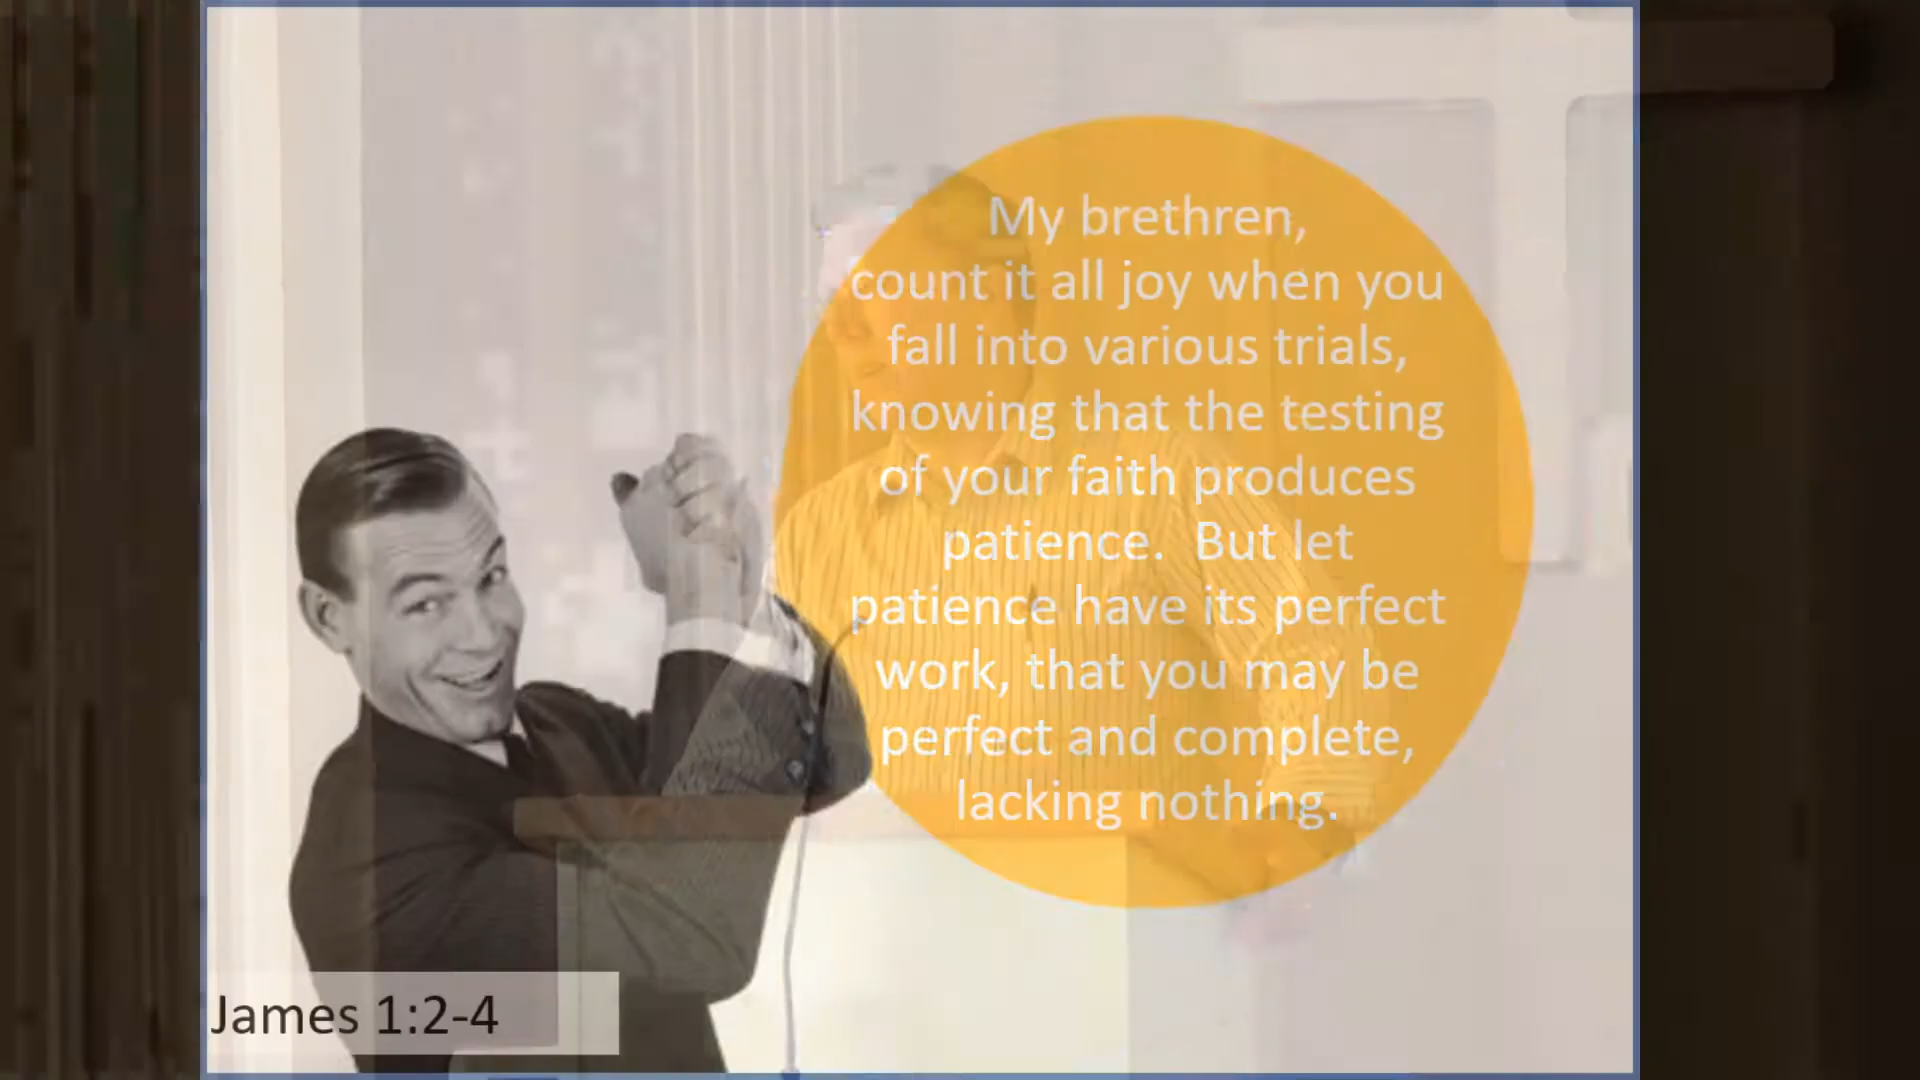 My brethren,
count it all joy when you
fall into various trials,
knowing that the testing
of your faith produces
patience.  But let
patience have its perfect
work, that you may be
perfect and complete,
lacking nothing.
James 1:2-4